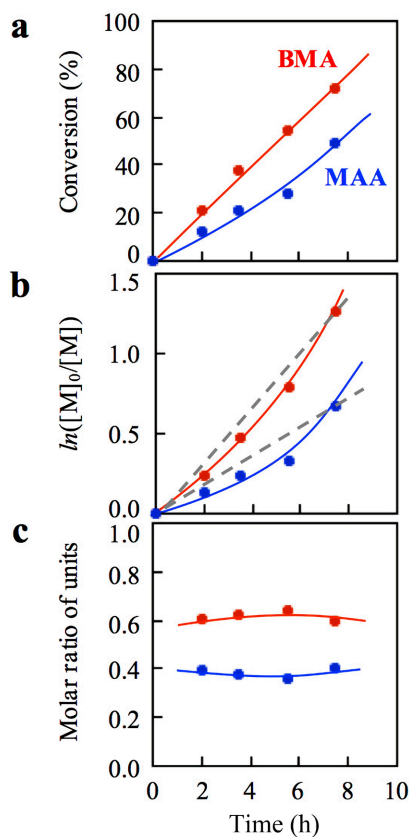 a
Conversion (%)
100
80
60
40
20
0
BMA
MAA
b
ln([M]0/[M])
1.5
1.0
0.5
0.0
c
Molar ratio of units
1.0
0.8
0.6
0.4
0.2
0.0
0 2 4 6 8 10
Time (h)